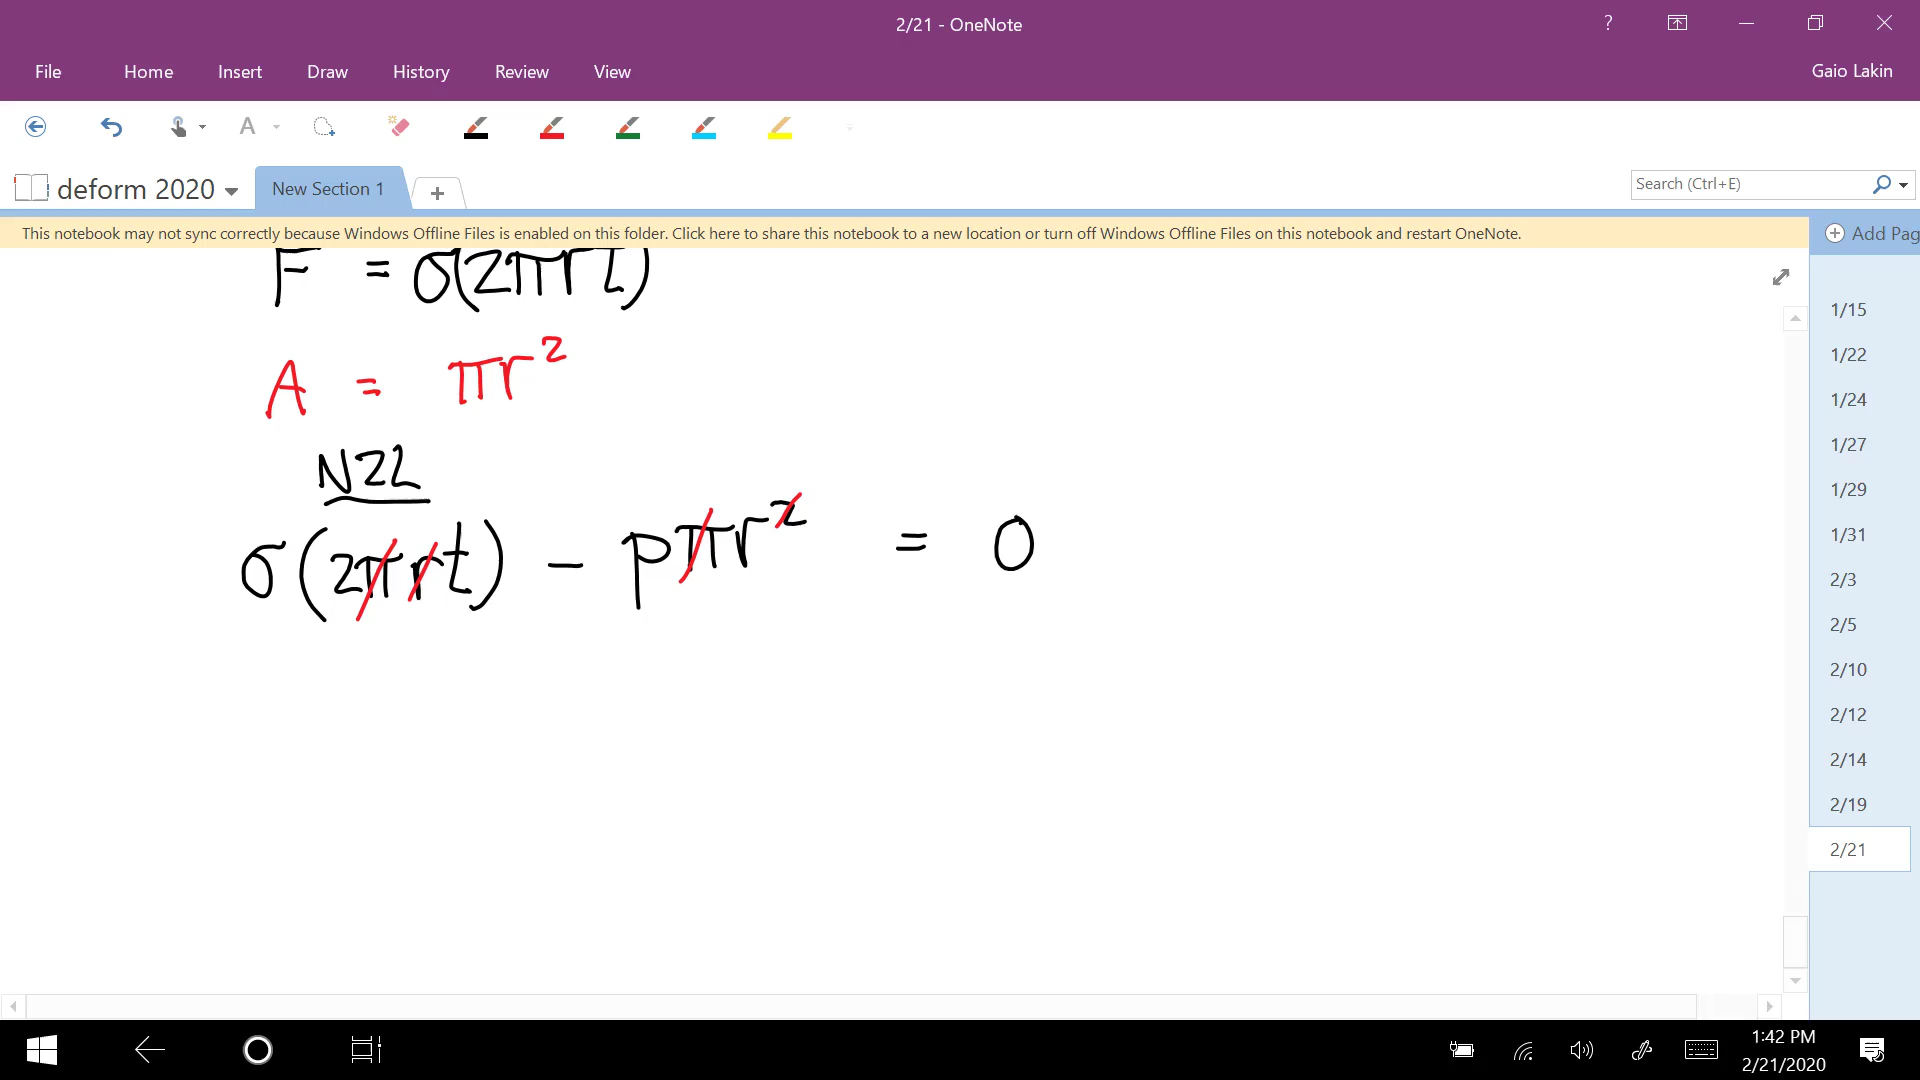 2/21 - OneNote
?
File Home Insert Draw History Review View
Gaio Lakin
A
deform 2020
New Section 1
+
Search (Ctrl+E)
This notebook may not sync correctly because Windows Offline Files is enabled on this folder. Click here to share this notebook to a new location or turn off Windows Offline Files on this notebook and restart OneNote.
Add Pag
F = σ(2πrt)
A = πr²
N2L
σ(2πrt) - pπr² = 0
1/15
1/22
1/24
1/27
1/29
1/31
2/3
2/5
2/10
2/12
2/14
2/19
2/21
1:42 PM
2/21/2020